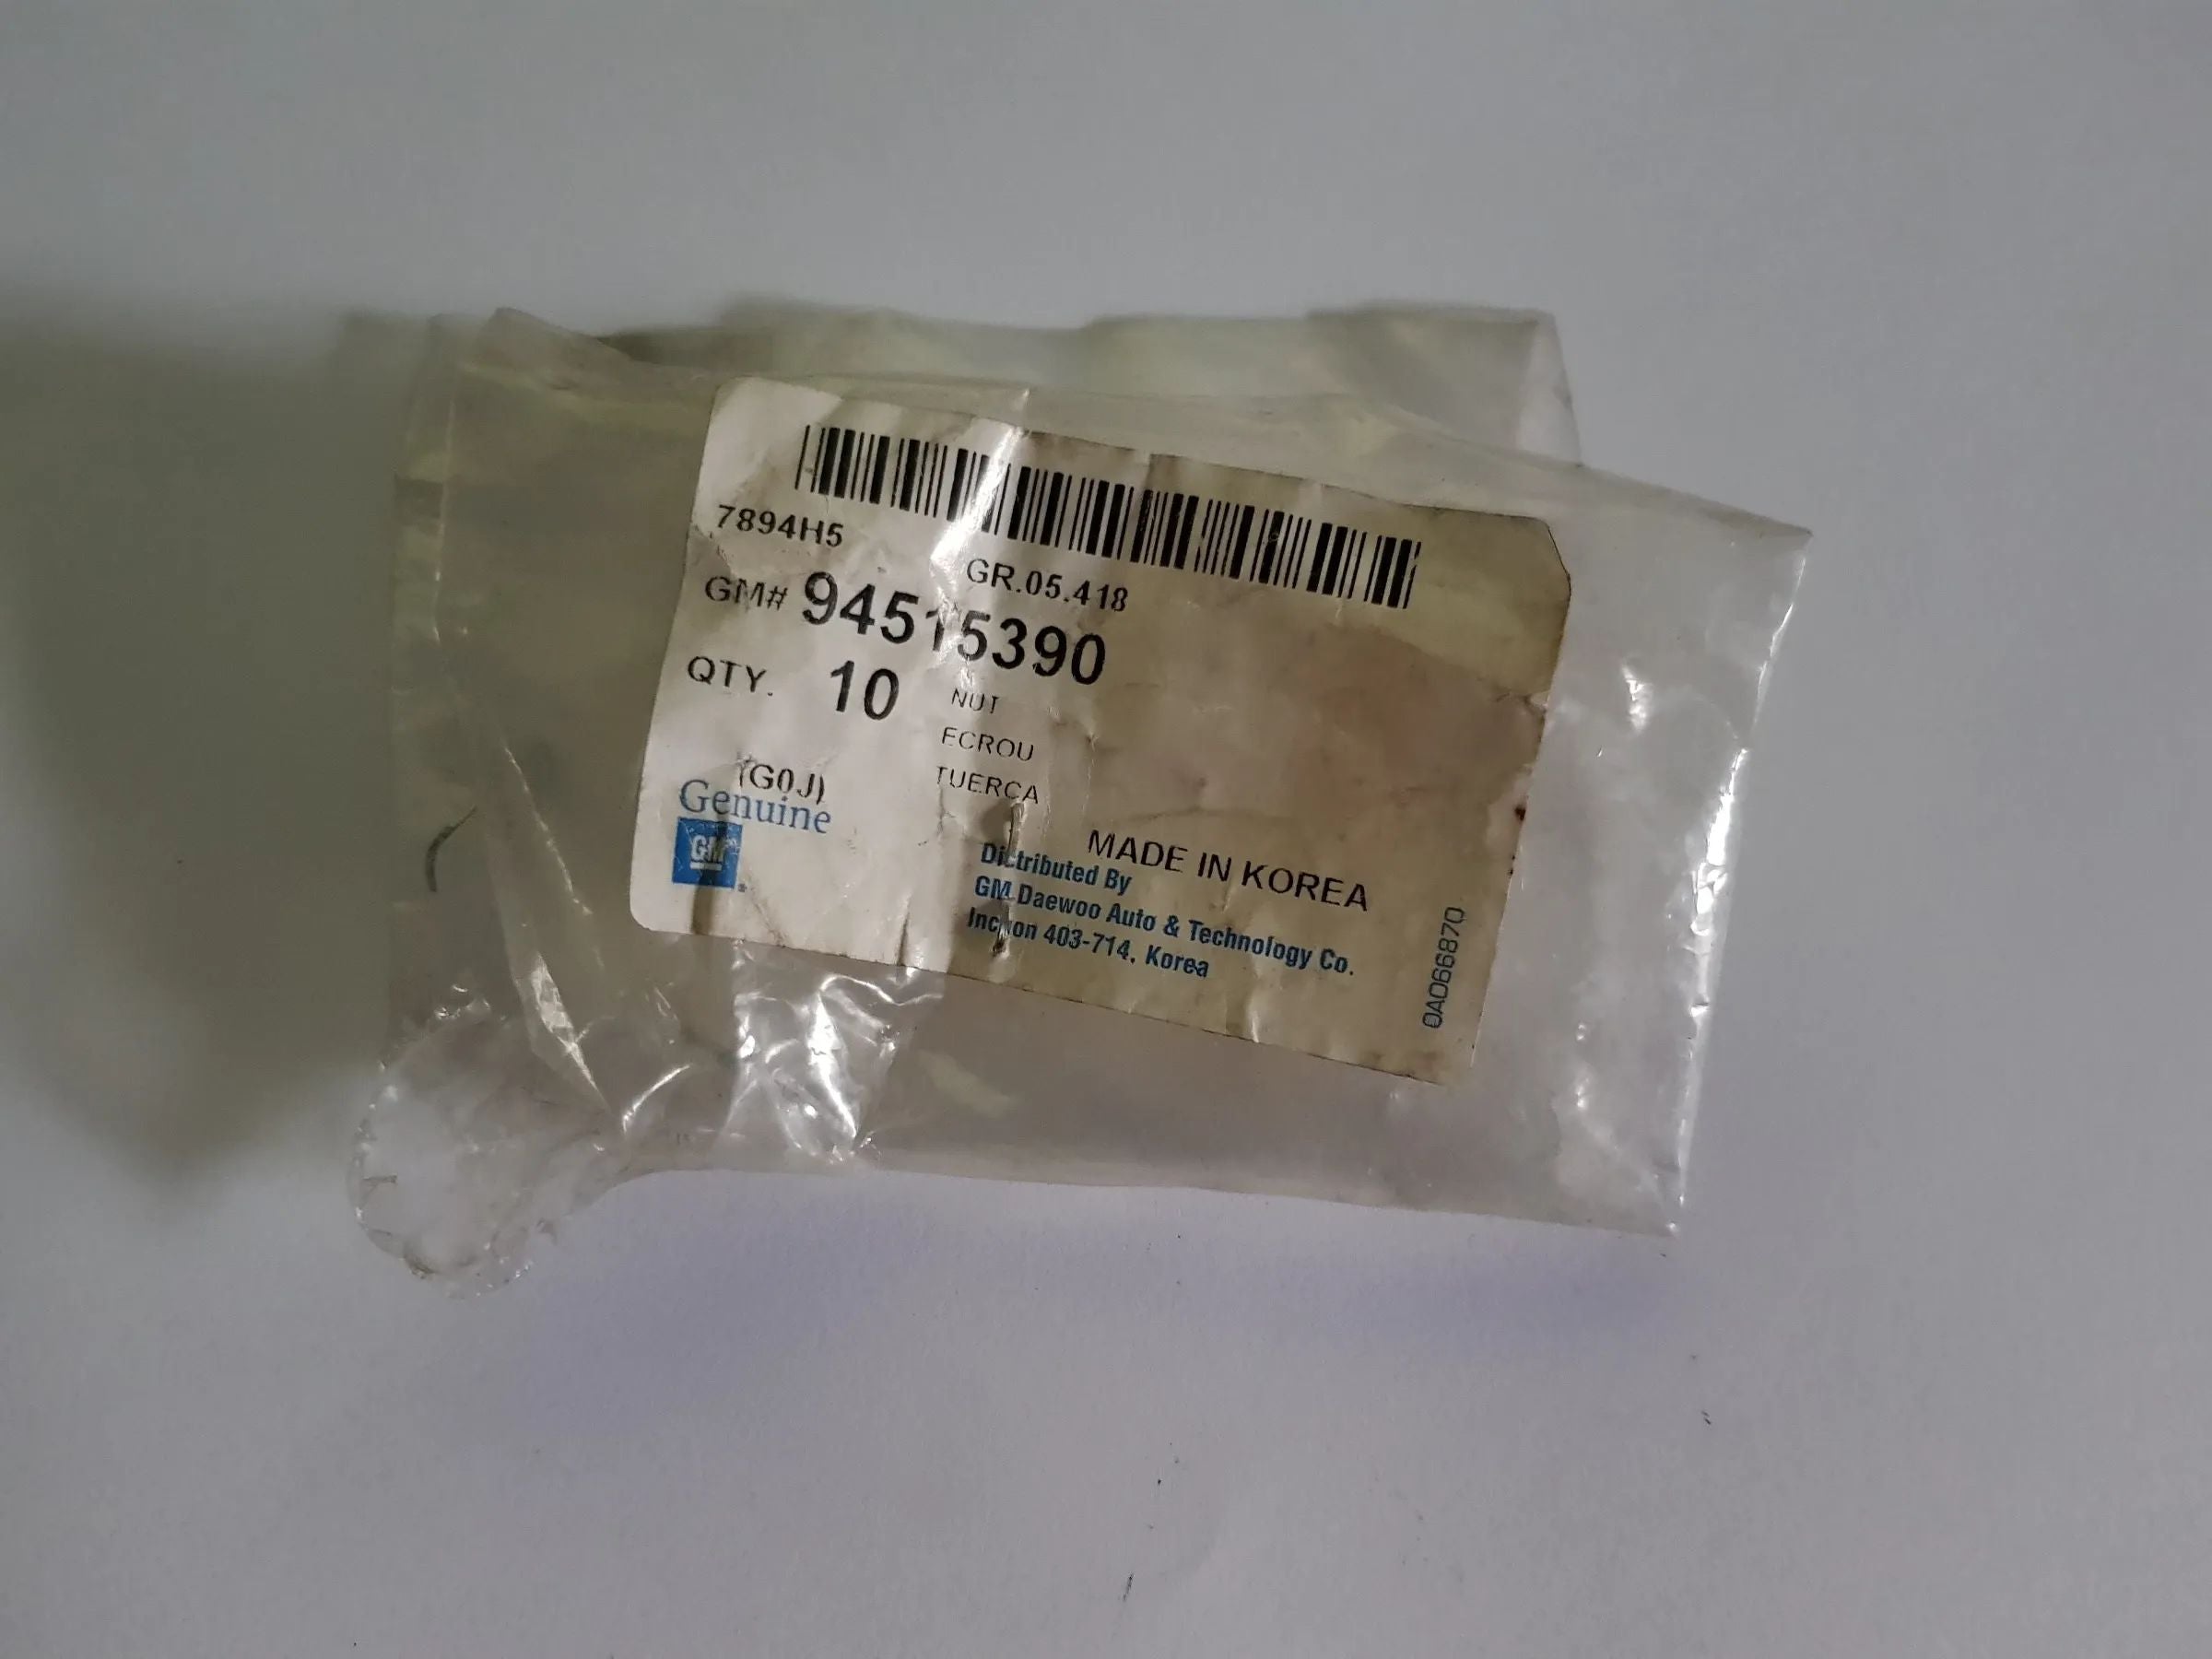 7894H5
GR.05.418
GM# 94515390
QTY. 10
NUT
ECROU
TUERCA
(G0J)
Genuine
GM
MADE IN KOREA
Distributed By
GM Daewoo Auto & Technology Co.
Incheon 403-714, Korea
0A066870